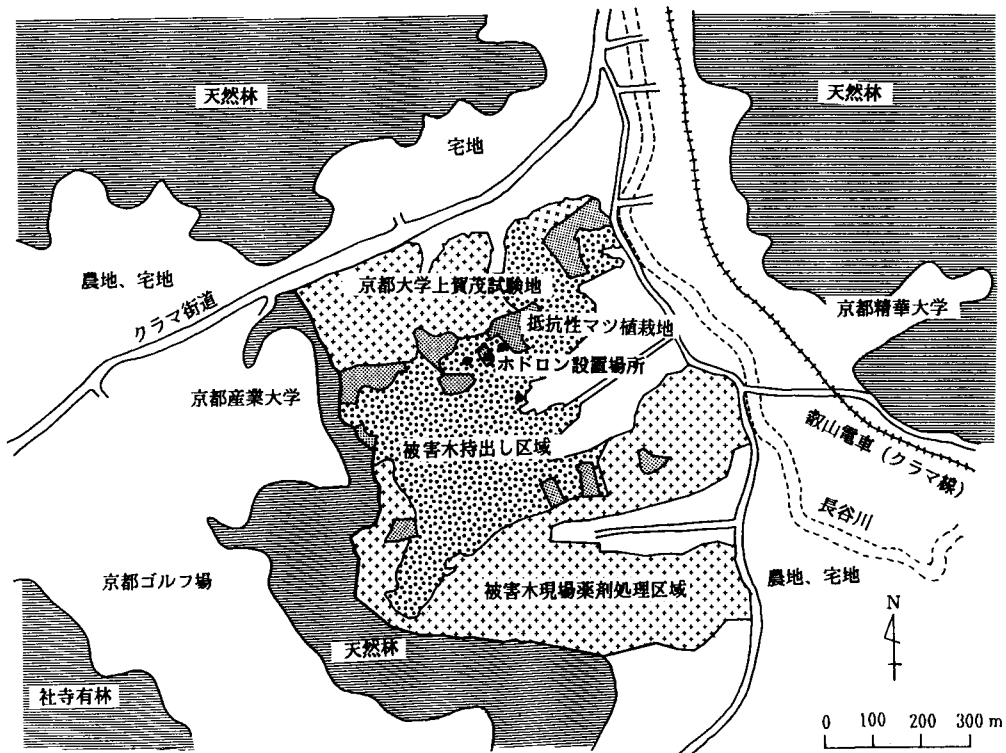 天然林
天然林
宅地
農地、宅地
クラマ街道
京都大学上賀茂試験地
抵抗性マツ植栽地
ホドロン設置場所
京都精華大学
京都産業大学
被害木持出し区域
叡山電車（クラマ線）
長谷川
京都ゴルフ場
被害木現場薬剤処理区域
農地、宅地
天然林
社寺有林
N
0 100 200 300 m